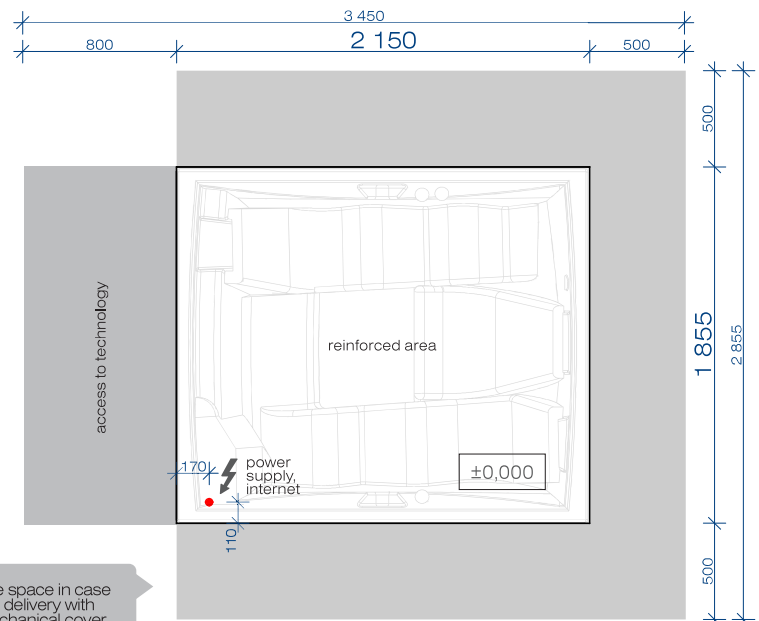 3 450
800
2 150
500
500
access to technology
reinforced area
1 855
2 855
170
power
supply,
internet
±0,000
110
500
space in case
delivery with
cover